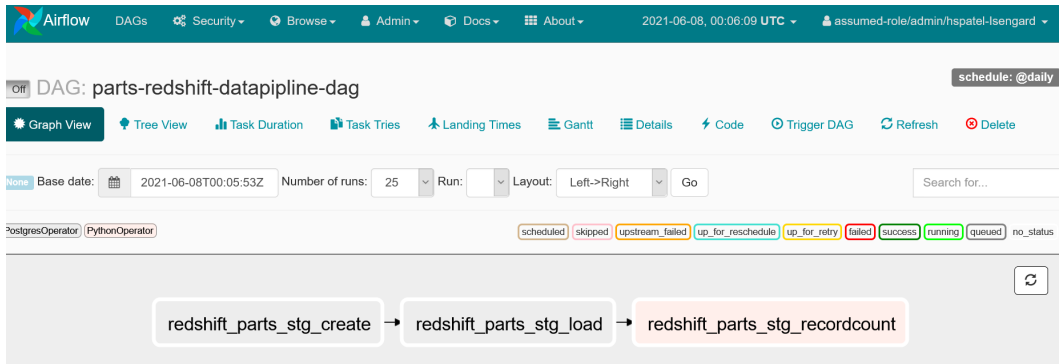 Airflow DAGs Security Browse Admin Docs About 2021-06-08, 00:06:09 UTC assumed-role/admin/hspatel-Isengard
schedule: @daily
Off DAG: parts-redshift-datapipline-dag
Graph View Tree View Task Duration Task Tries Landing Times Gantt Details Code Trigger DAG Refresh Delete
None Base date: 2021-06-08T00:05:53Z Number of runs: 25 Run: Layout: Left->Right Go Search for...
PostgresOperator PythonOperator scheduled skipped upstream_failed up_for_reschedule up_for_retry failed success running queued no_status
redshift_parts_stg_create redshift_parts_stg_load redshift_parts_stg_recordcount